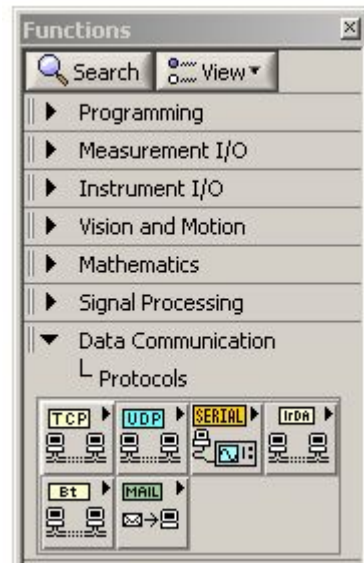 Functions
Search View
Programming
Measurement I/O
Instrument I/O
Vision and Motion
Mathematics
Signal Processing
Data Communication
Protocols
TCP UDP SERIAL IrDA
Bt MAIL